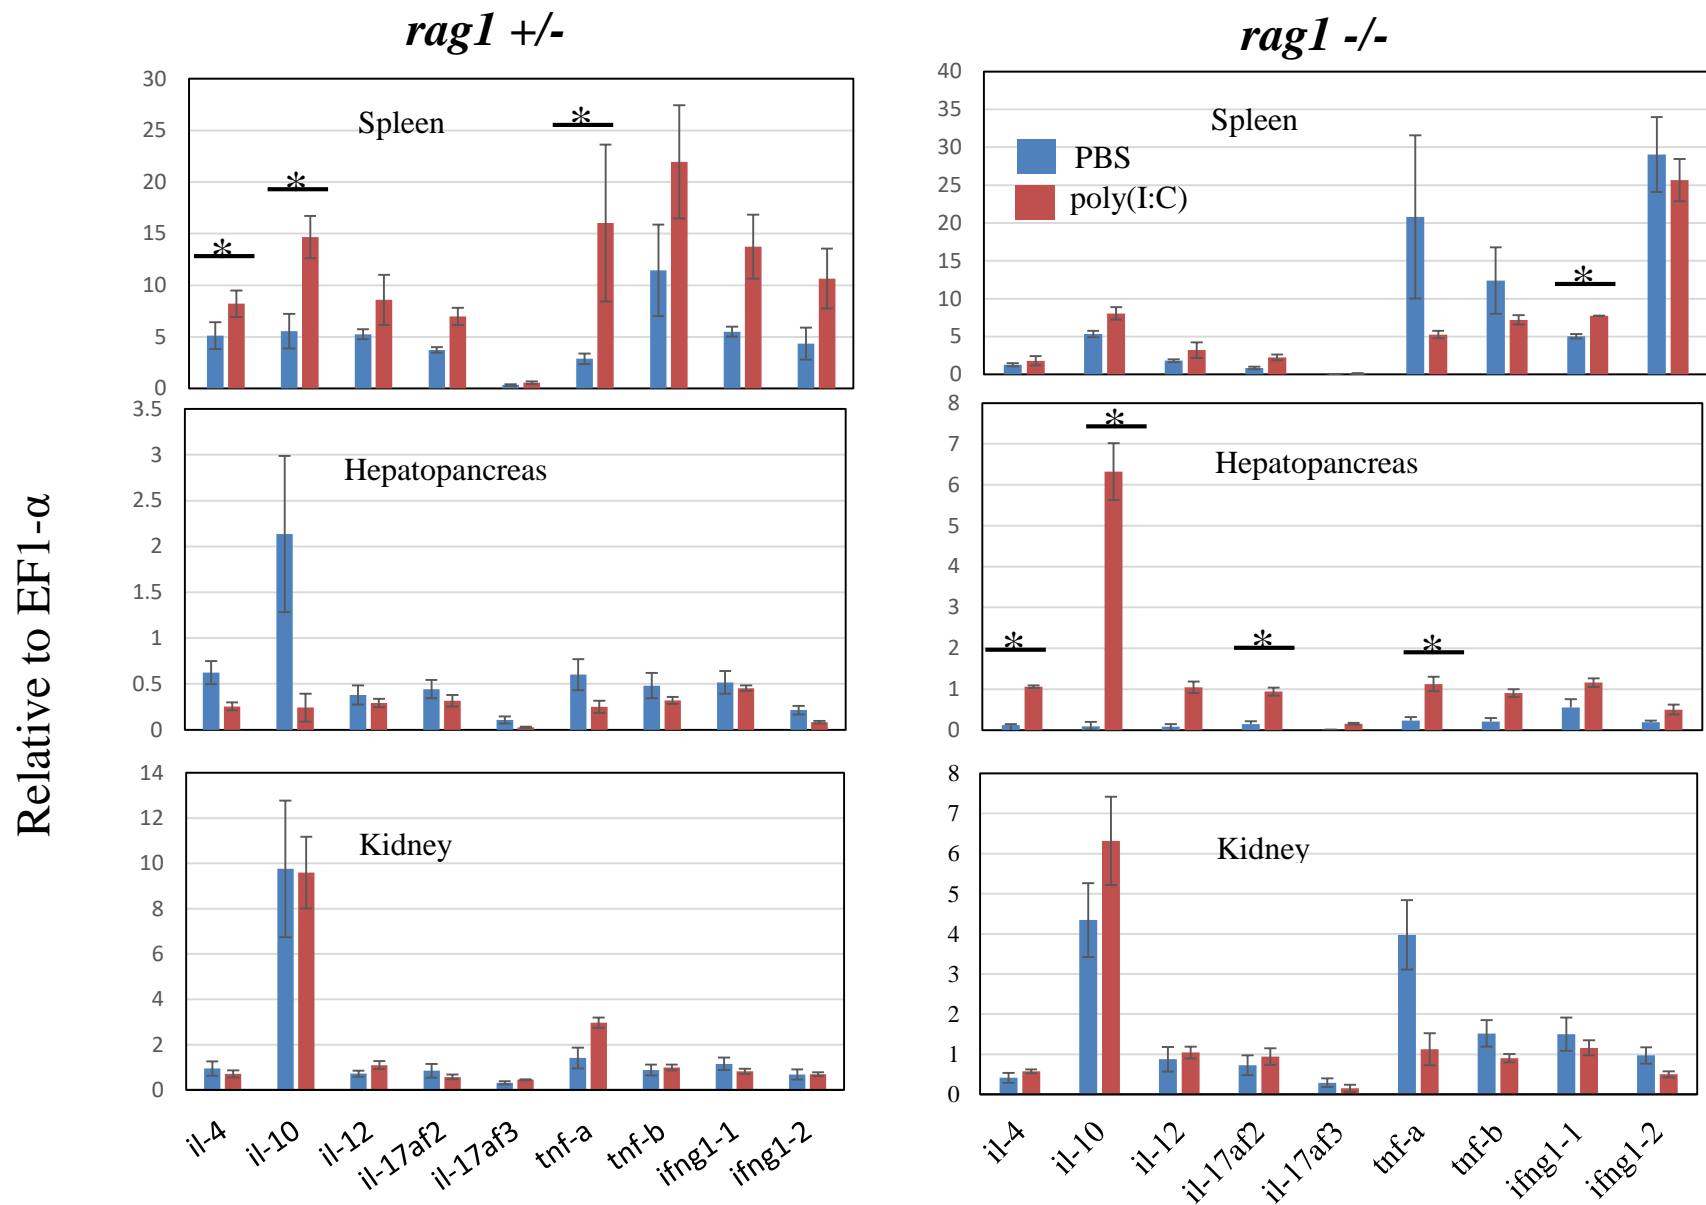 rag1 +/-
rag1 -/-
Relative to EF1-α
30
25
20
15
10
5
0
Spleen
*
*
*
40
35
30
25
20
15
10
5
0
Spleen
PBS
poly(I:C)
*
3.5
3
2.5
2
1.5
1
0.5
0
Hepatopancreas
8
7
6
5
4
3
2
1
0
Hepatopancreas
*
*
*
*
14
12
10
8
6
4
2
0
Kidney
il-4
il-10
il-12
il-17af2
il-17af3
tnf-a
tnf-b
ifng1-1
ifng1-2
8
7
6
5
4
3
2
1
0
Kidney
il-4
il-10
il-12
il-17af2
il-17af3
tnf-a
tnf-b
ifng1-1
ifng1-2